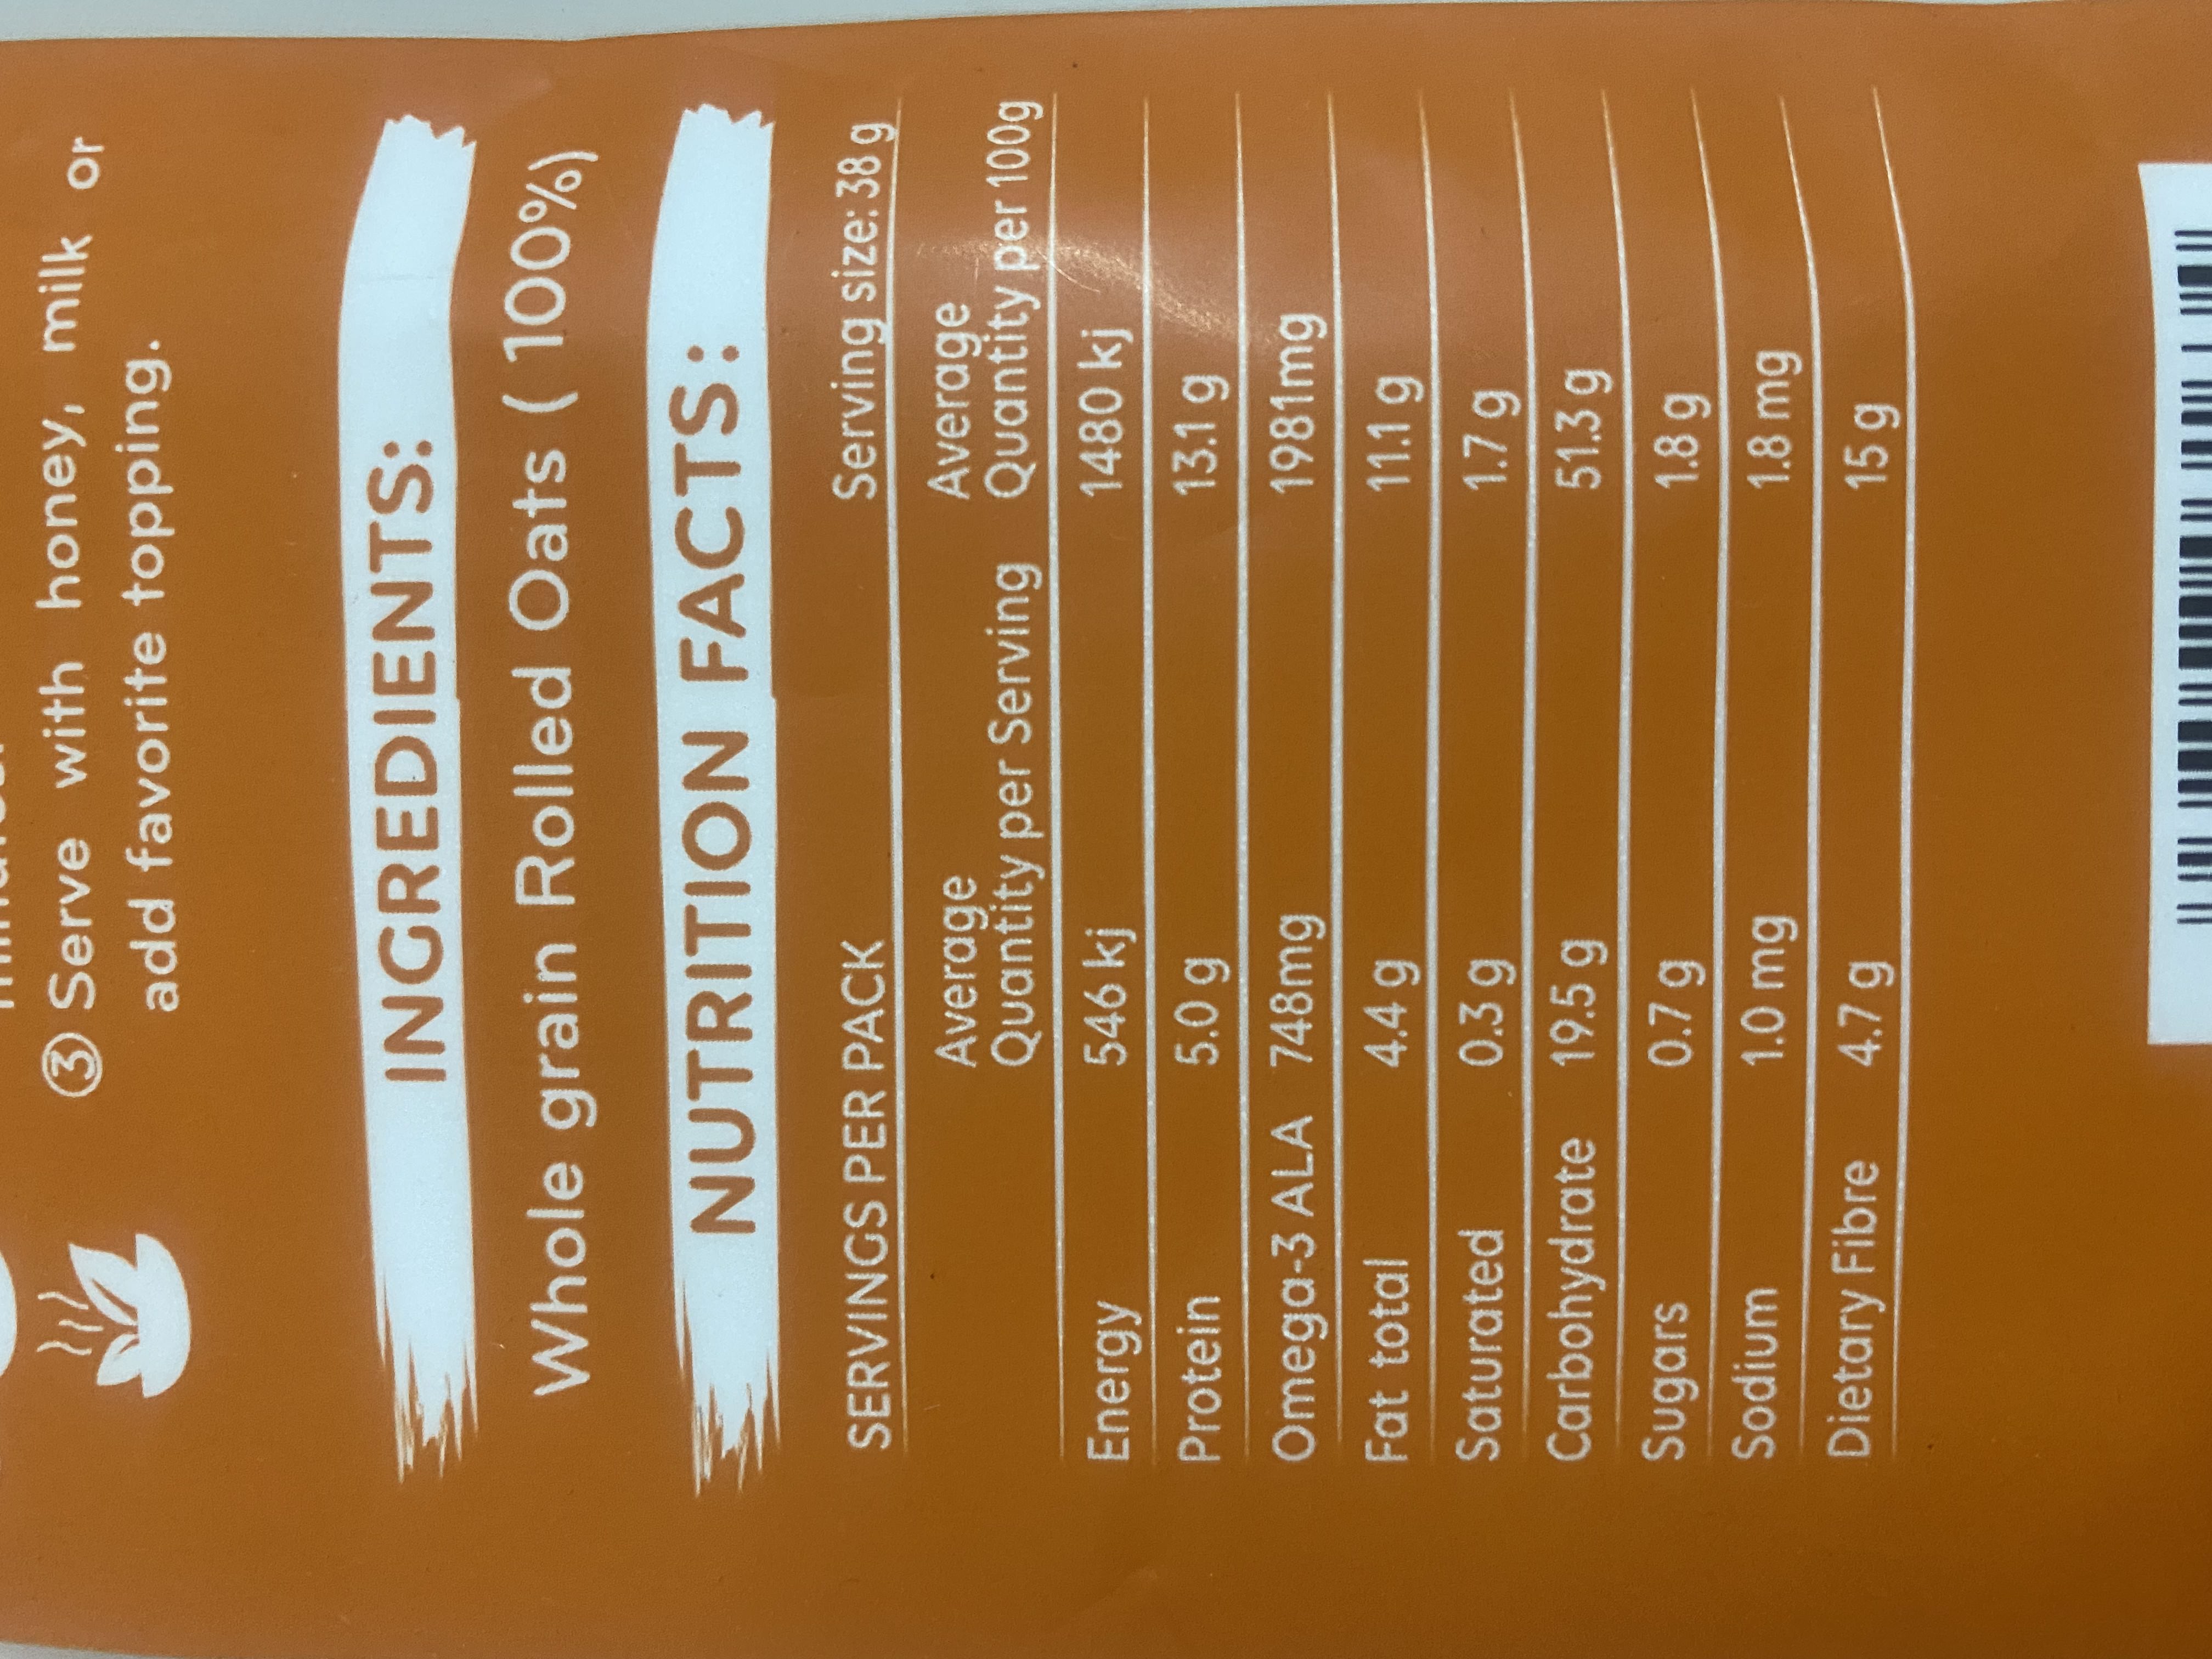 ③ Serve with honey, milk or
add favorite topping.
INGREDIENTS:
Whole grain Rolled Oats ( 100%)
NUTRITION FACTS:
SERVINGS PER PACK Serving size: 38 g
Average Average
Quantity per Serving Quantity per 100g
Energy 546 kj 1480 kj
Protein 5.0 g 13.1 g
Omega-3 ALA 748mg 1981mg
Fat total 4.4 g 11.1 g
Saturated 0.3 g 1.7 g
Carbohydrate 19.5 g 51.3 g
Sugars 0.7 g 1.8 g
Sodium 1.0 mg 1.8 mg
Dietary Fibre 4.7 g 15 g